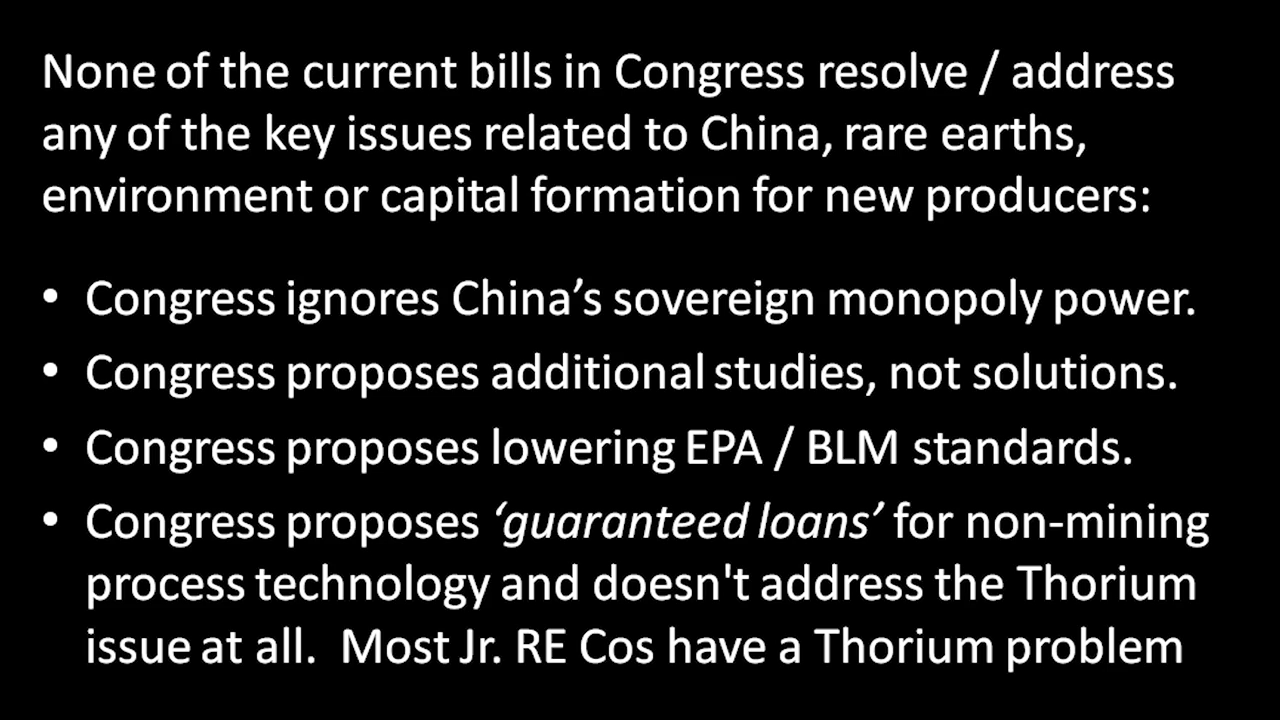 None of the current bills in Congress resolve / address
any of the key issues related to China, rare earths,
environment or capital formation for new producers:
• Congress ignores China’s sovereign monopoly power.
• Congress proposes additional studies, not solutions.
• Congress proposes lowering EPA / BLM standards.
• Congress proposes ‘guaranteed loans’ for non-mining
process technology and doesn't address the Thorium
issue at all.  Most Jr. RE Cos have a Thorium problem